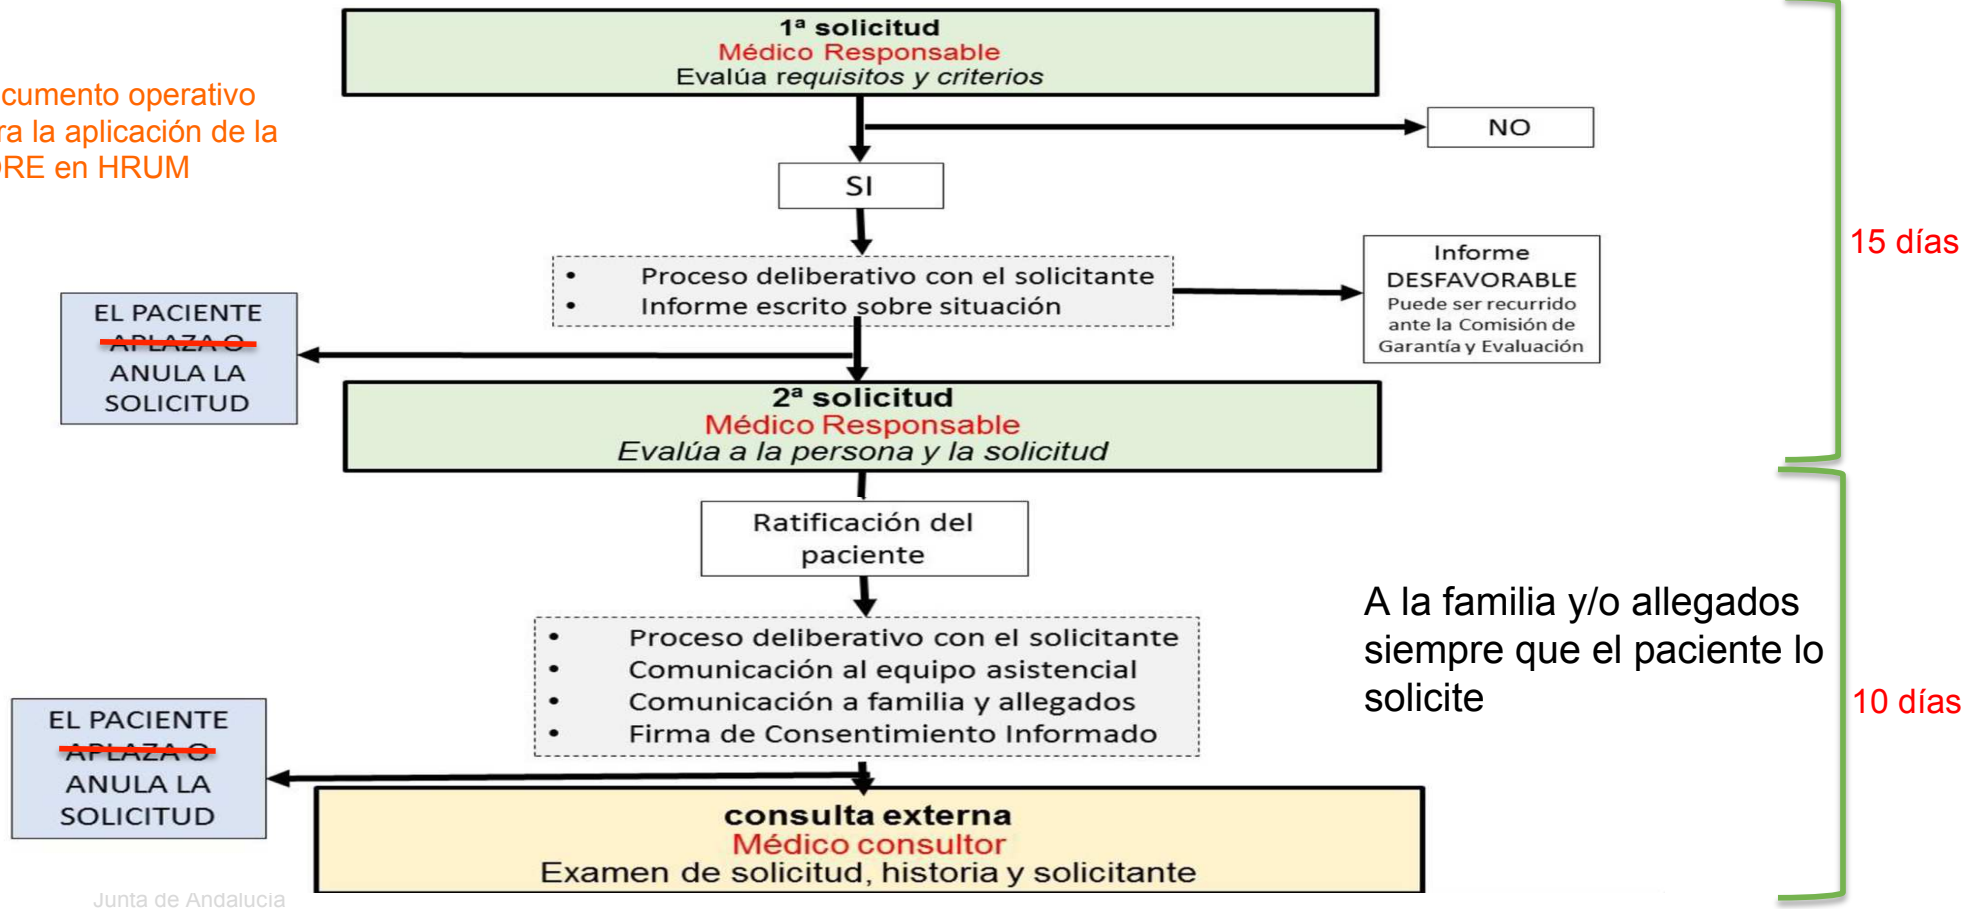 1ª solicitud
Médico Responsable
Evalúa requisitos y criterios
cumento operativo
ra la aplicación de la
ORE en HRUM
NO
SI
15 días
• Proceso deliberativo con el solicitante
• Informe escrito sobre situación
Informe
DESFAVORABLE
Puede ser recurrido
ante la Comisión de
Garantía y Evaluación
EL PACIENTE
APLAZA O
ANULA LA
SOLICITUD
2ª solicitud
Médico Responsable
Evalúa a la persona y la solicitud
Ratificación del
paciente
A la familia y/o allegados
siempre que el paciente lo
solicite
10 días
• Proceso deliberativo con el solicitante
• Comunicación al equipo asistencial
• Comunicación a familia y allegados
• Firma de Consentimiento Informado
EL PACIENTE
APLAZA O
ANULA LA
SOLICITUD
consulta externa
Médico consultor
Examen de solicitud, historia y solicitante
Junta de Andalucia